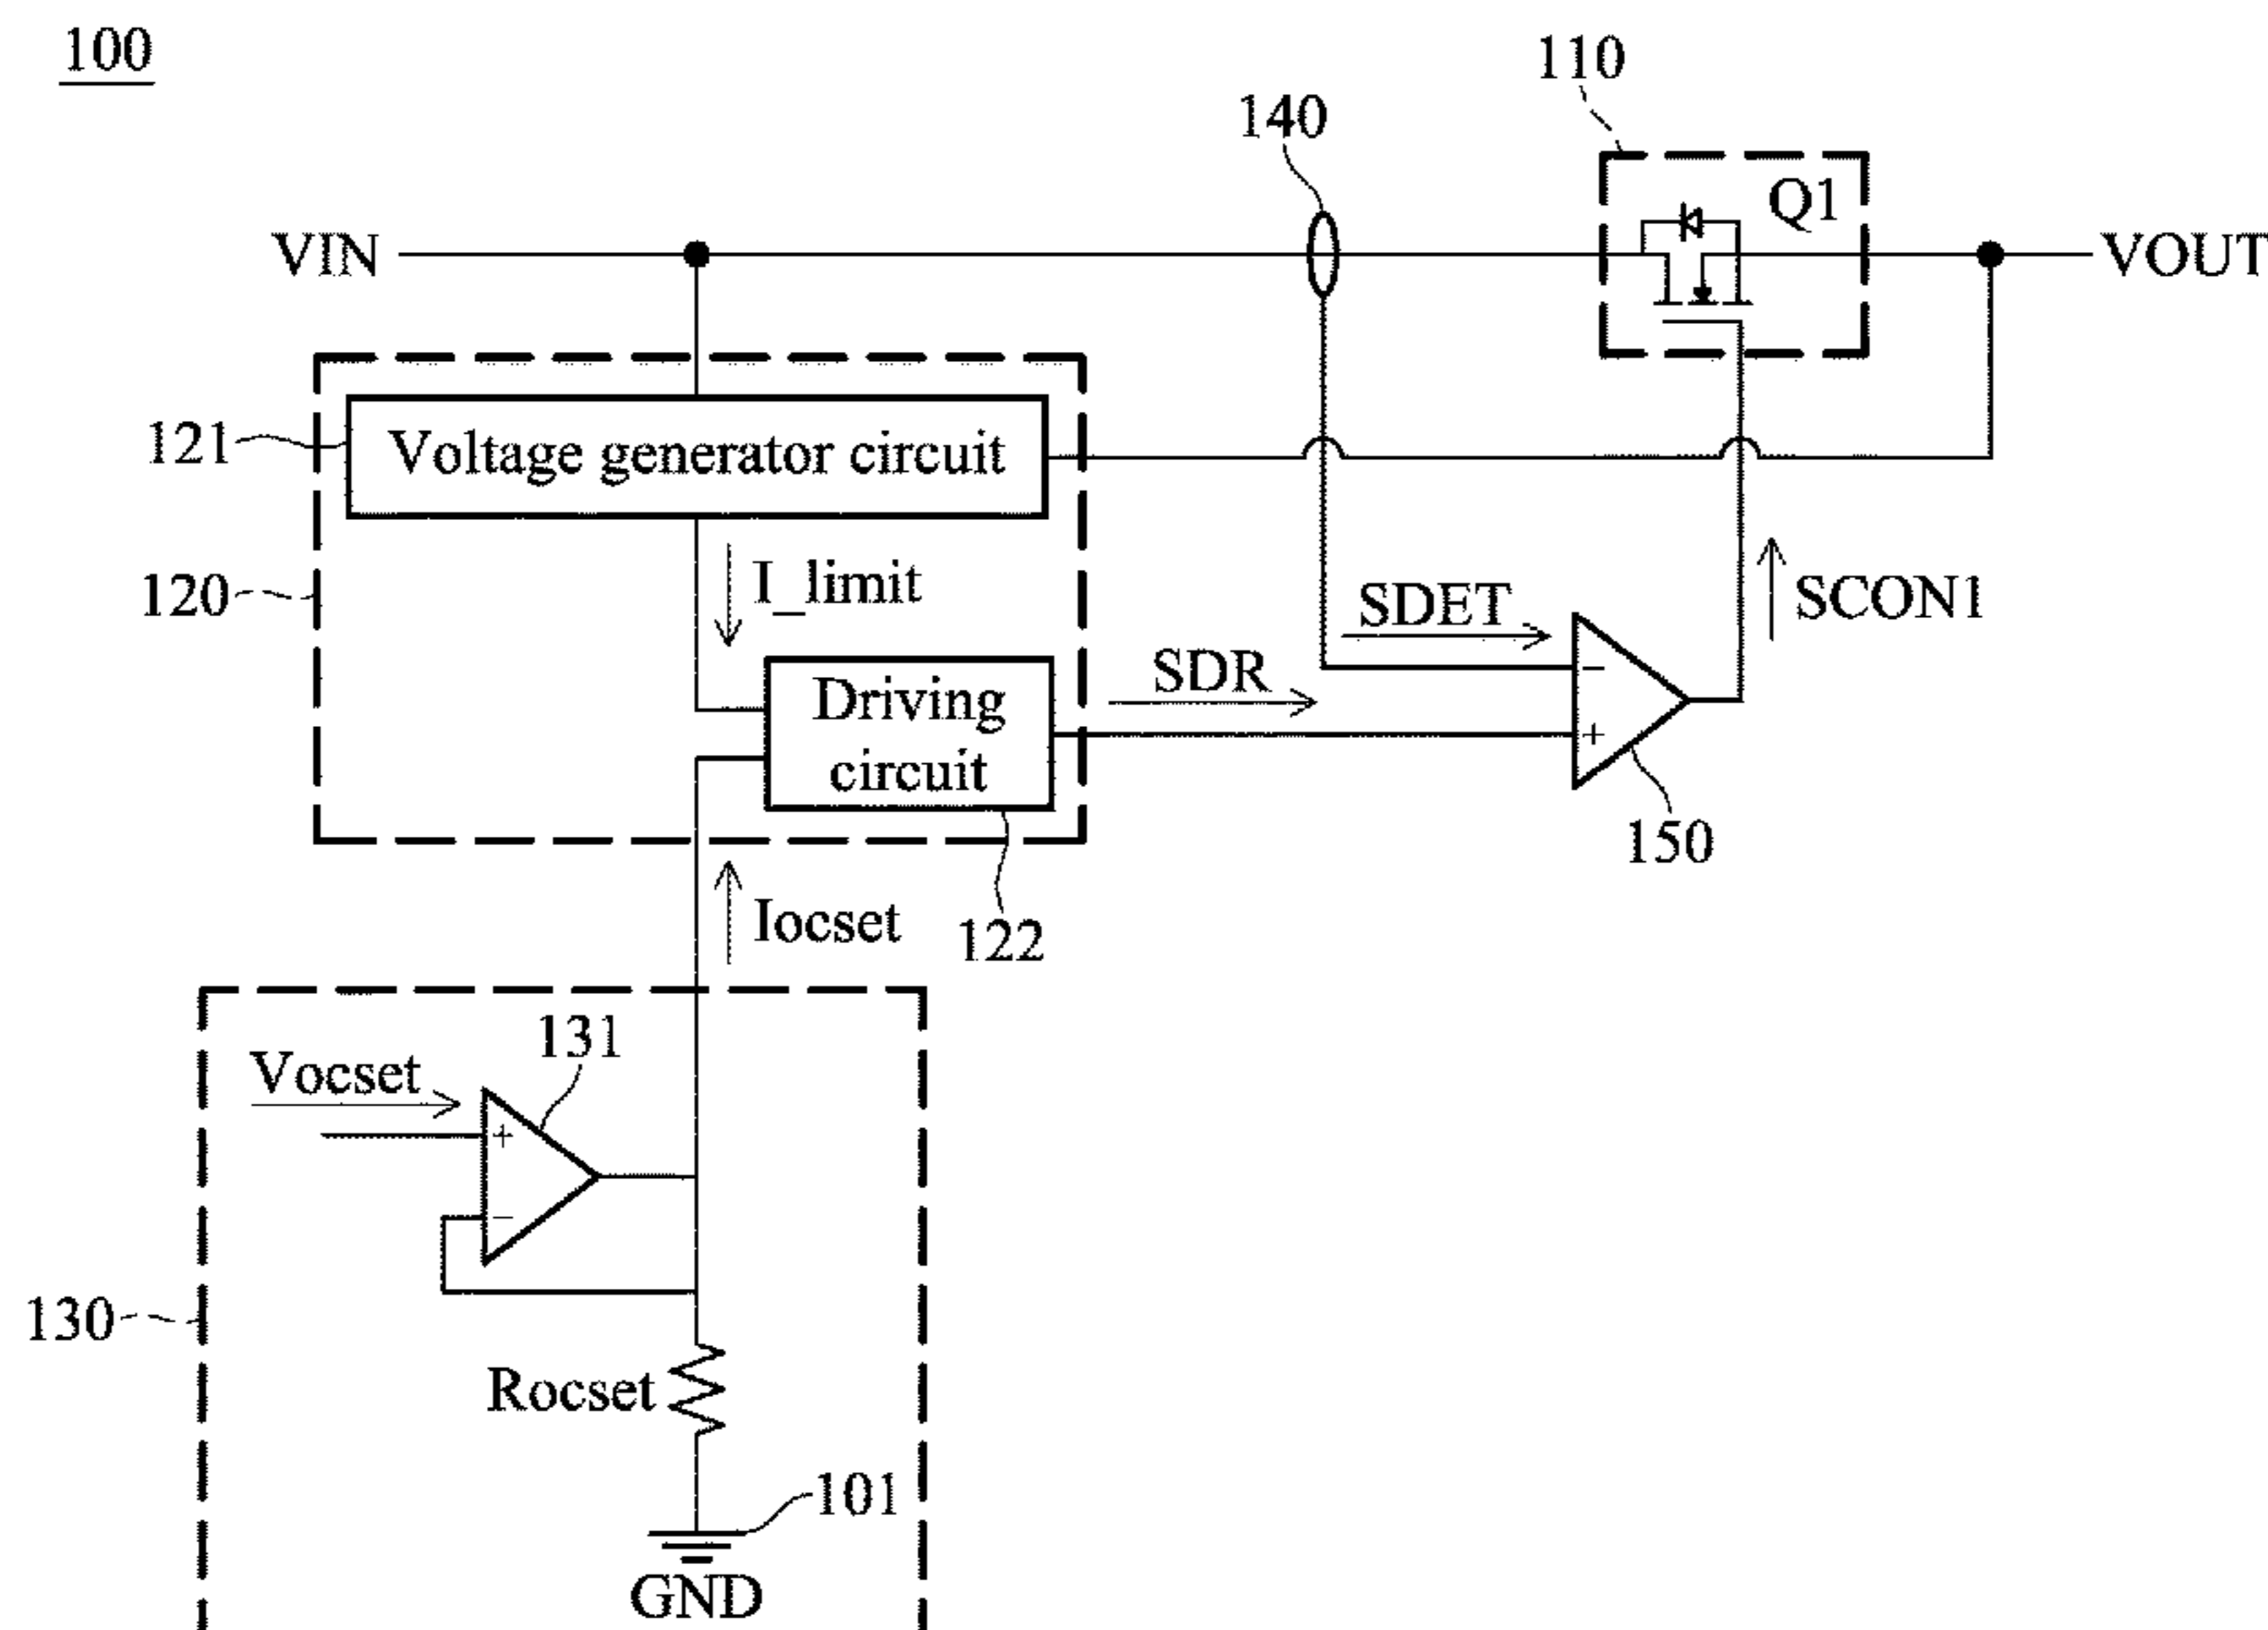 100
110
140
Q1
VIN
VOUT
121
Voltage generator circuit
I_limit
120
SDET
SCON1
SDR
Driving
circuit
−
+
150
Iocset
122
131
Vocset
+
−
130
Rocset
101
GND